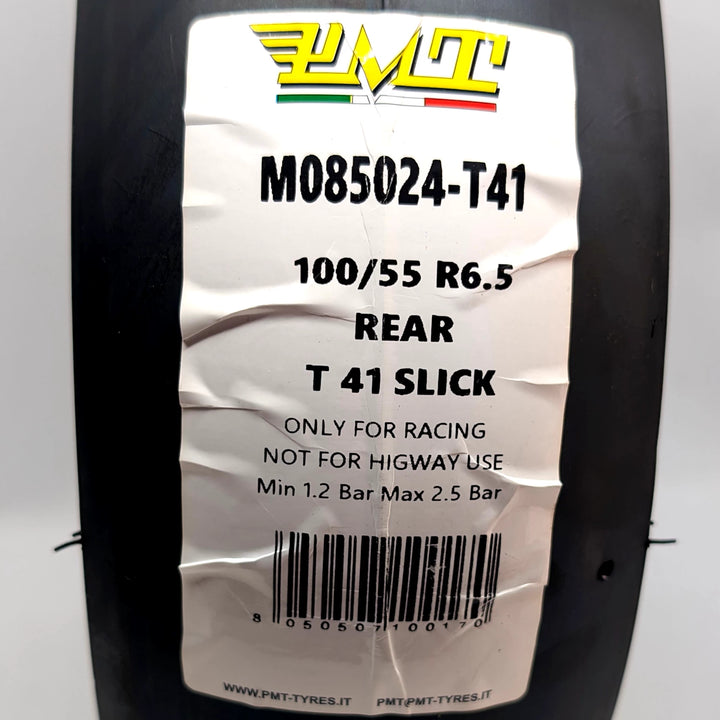 PMT
M085024-T41
100/55 R6.5
REAR
T 41 SLICK
ONLY FOR RACING
NOT FOR HIGWAY USE
Min 1.2 Bar Max 2.5 Bar
8 050507 100170
WWW.PMT-TYRES.IT PMT@PMT-TYRES.IT